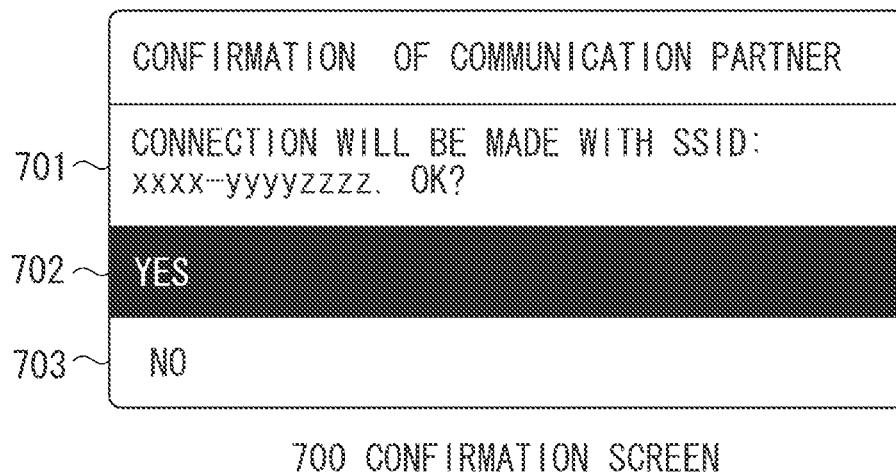 CONFIRMATION OF COMMUNICATION PARTNER
701
CONNECTION WILL BE MADE WITH SSID:
xxxx-yyyyzzzz. OK?
702
YES
703
NO
700 CONFIRMATION SCREEN